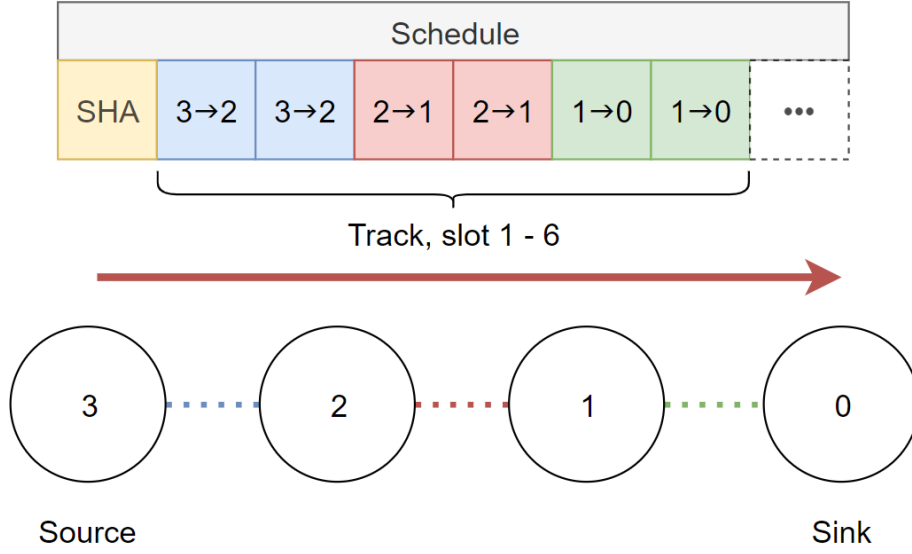 Schedule
SHA 3→2 3→2 2→1 2→1 1→0 1→0 •••
Track, slot 1 - 6
3 2 1 0
Source Sink